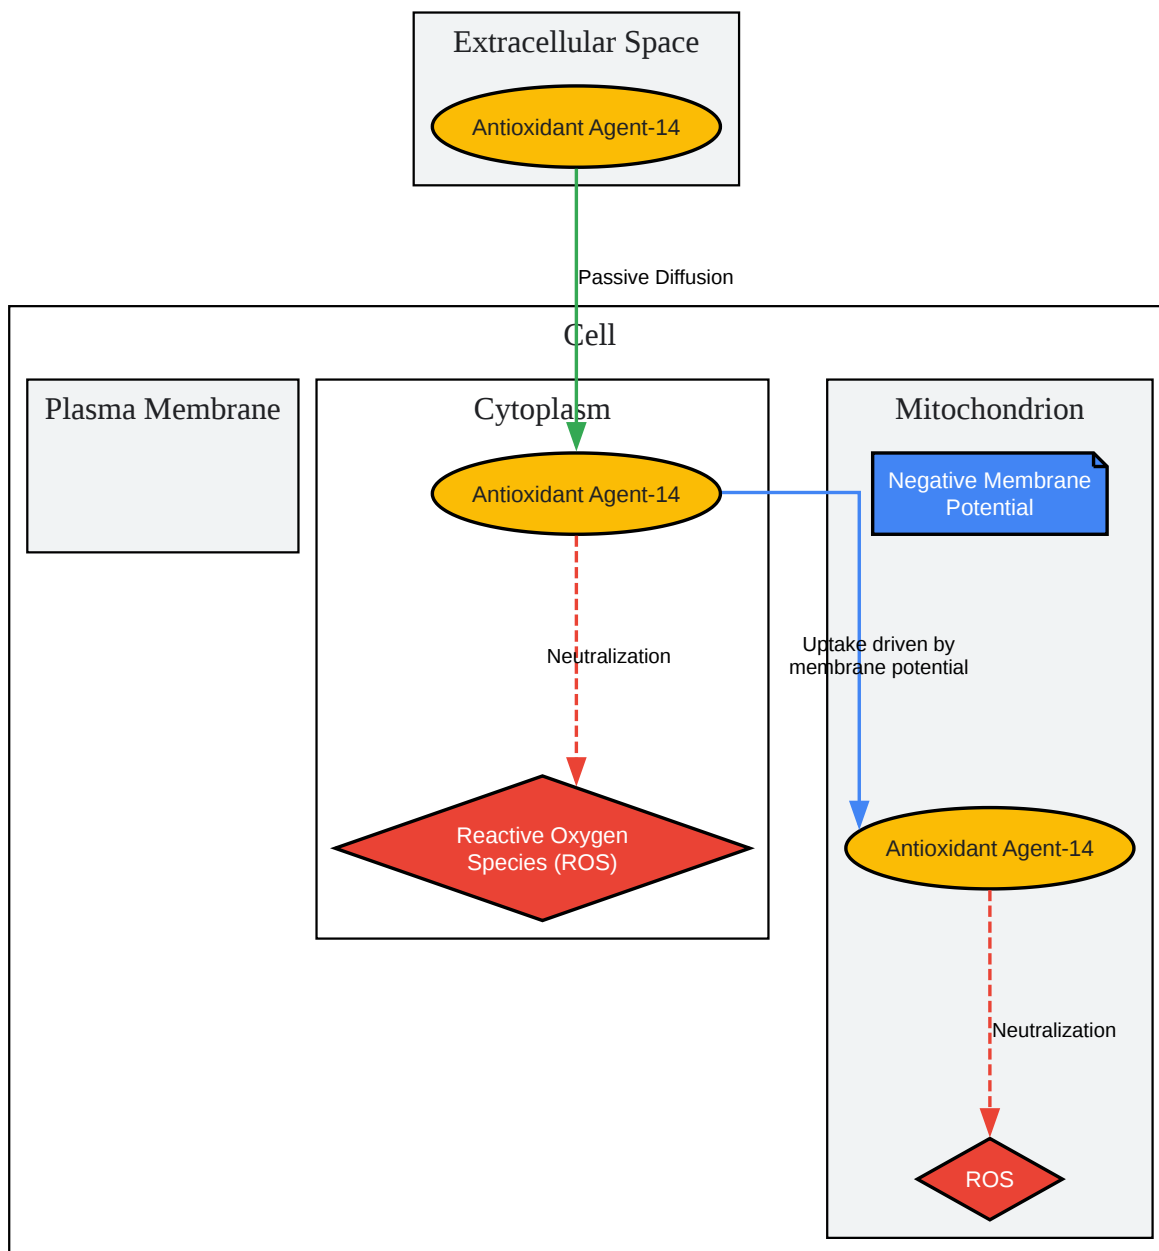 Extracellular Space
Antioxidant Agent-14
Passive Diffusion
Cell
Plasma Membrane
Cytoplasm
Mitochondrion
Antioxidant Agent-14
Negative Membrane
Potential
Neutralization
Uptake driven by
membrane potential
Reactive Oxygen
Species (ROS)
Antioxidant Agent-14
Neutralization
ROS